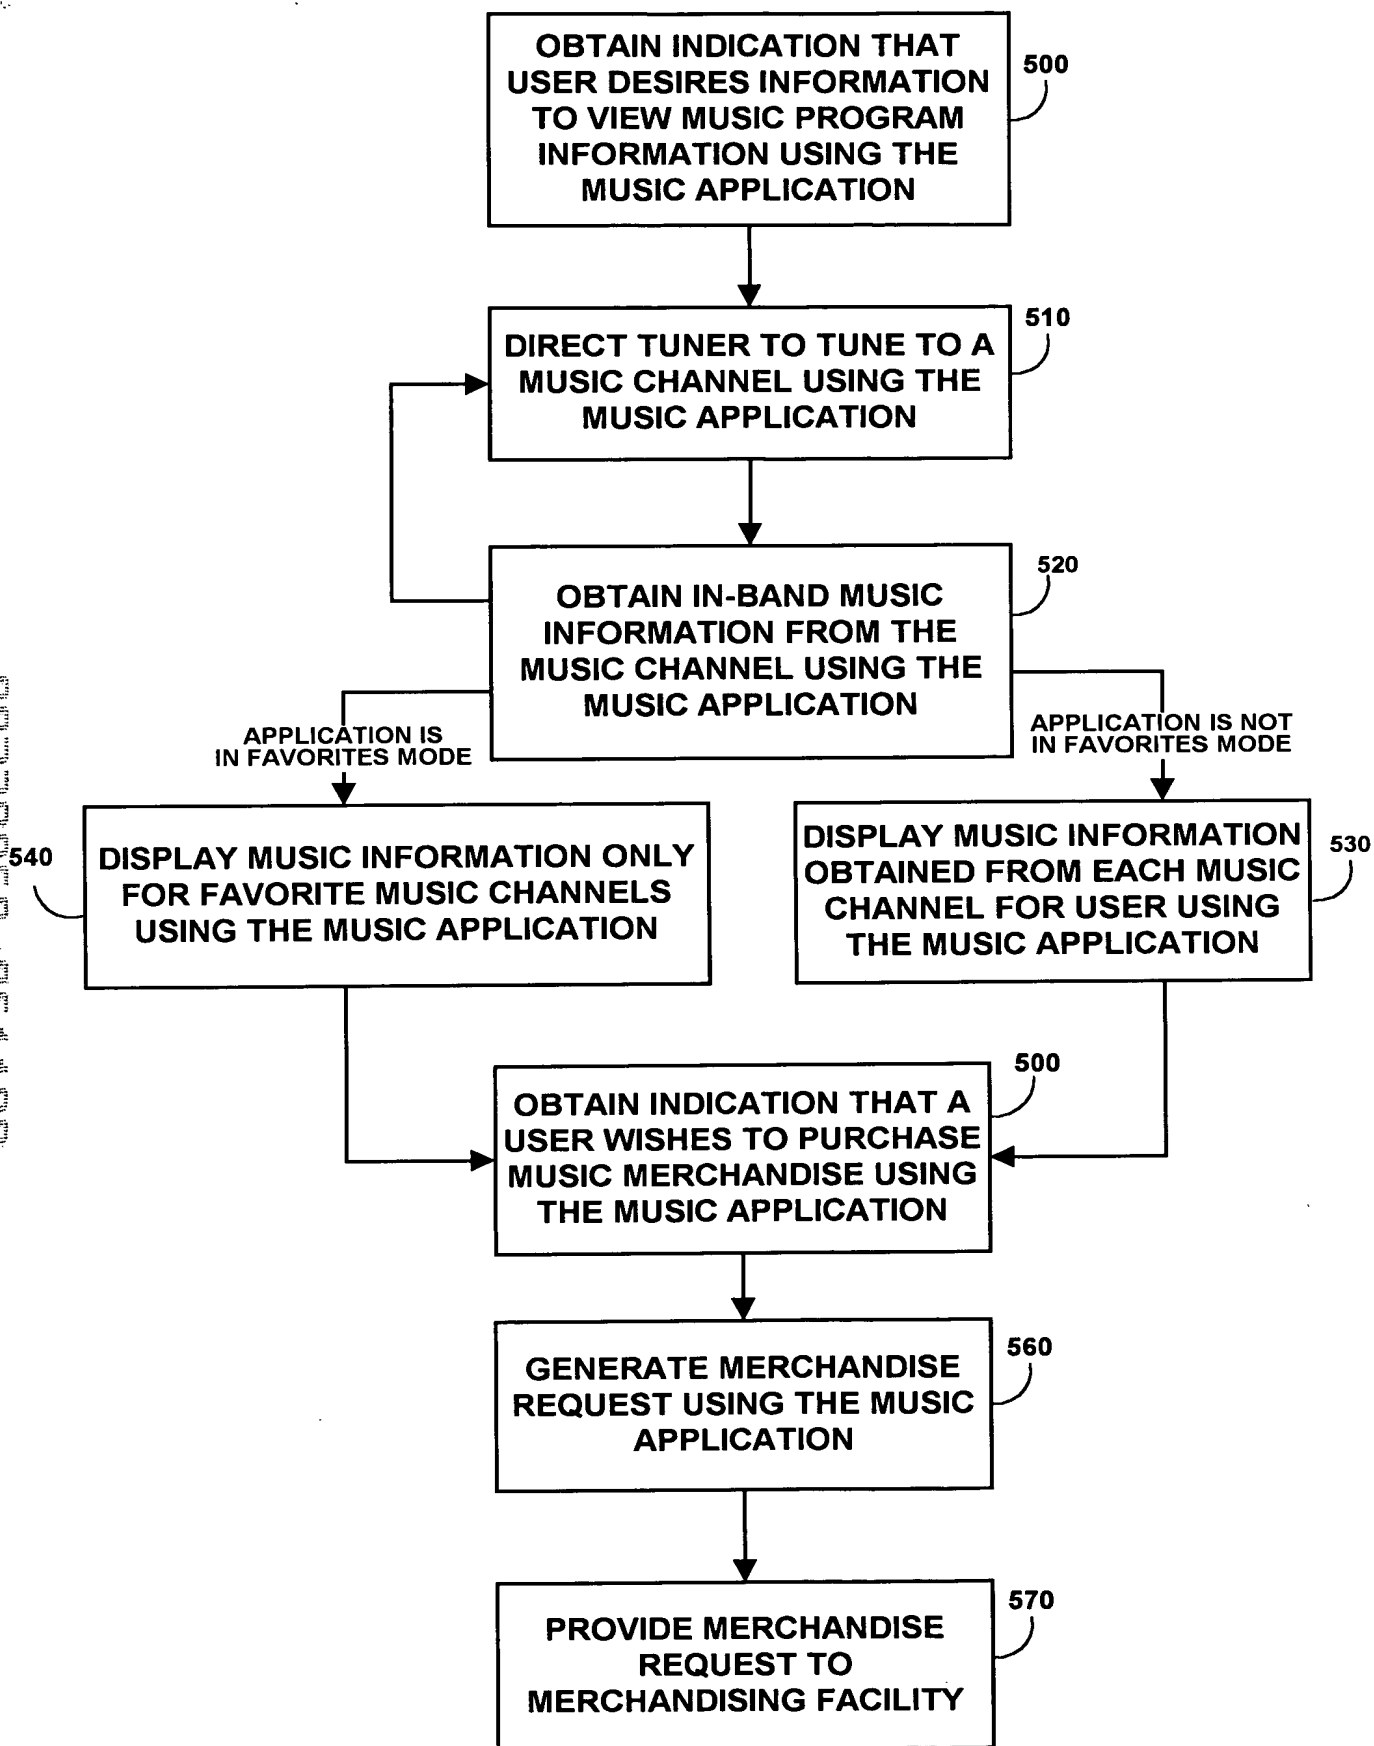 OBTAIN INDICATION THAT
USER DESIRES INFORMATION
TO VIEW MUSIC PROGRAM
INFORMATION USING THE
MUSIC APPLICATION
500
DIRECT TUNER TO TUNE TO A
MUSIC CHANNEL USING THE
MUSIC APPLICATION
510
OBTAIN IN-BAND MUSIC
INFORMATION FROM THE
MUSIC CHANNEL USING THE
MUSIC APPLICATION
520
APPLICATION IS
IN FAVORITES MODE
APPLICATION IS NOT
IN FAVORITES MODE
540
DISPLAY MUSIC INFORMATION ONLY
FOR FAVORITE MUSIC CHANNELS
USING THE MUSIC APPLICATION
DISPLAY MUSIC INFORMATION
OBTAINED FROM EACH MUSIC
CHANNEL FOR USER USING
THE MUSIC APPLICATION
530
OBTAIN INDICATION THAT A
USER WISHES TO PURCHASE
MUSIC MERCHANDISE USING
THE MUSIC APPLICATION
500
GENERATE MERCHANDISE
REQUEST USING THE MUSIC
APPLICATION
560
PROVIDE MERCHANDISE
REQUEST TO
MERCHANDISING FACILITY
570